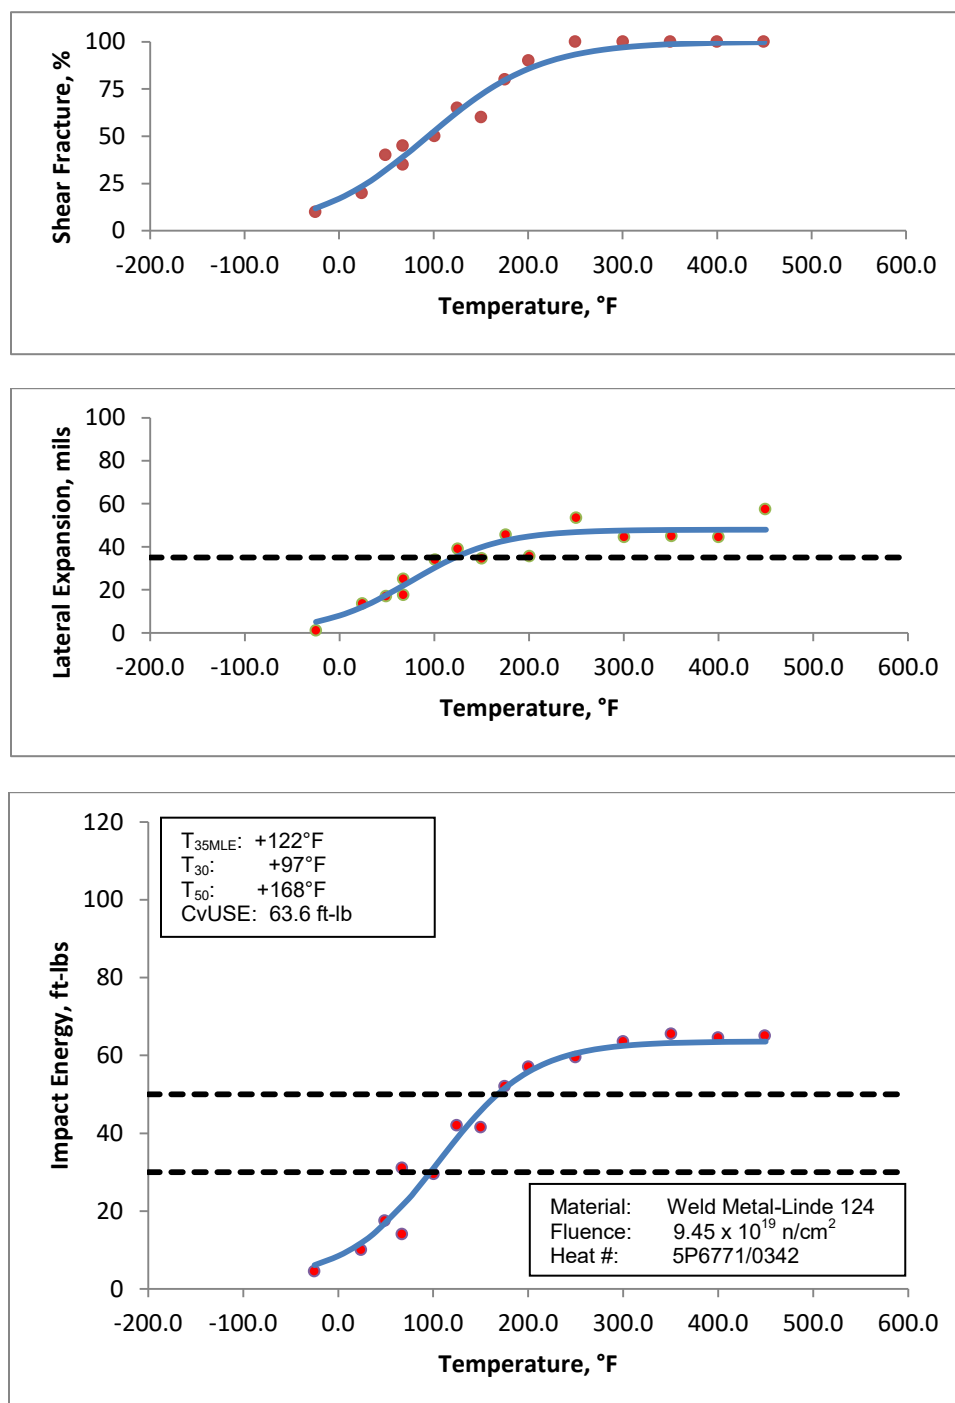 Shear Fracture, %
100
75
50
25
0
-200.0 -100.0 0.0 100.0 200.0 300.0 400.0 500.0 600.0
Temperature, °F
Lateral Expansion, mils
100
80
60
40
20
0
-200.0 -100.0 0.0 100.0 200.0 300.0 400.0 500.0 600.0
Temperature, °F
Impact Energy, ft-lbs
120
100
80
60
40
20
0
T35MLE: +122°F
T30: +97°F
T50: +168°F
CvUSE: 63.6 ft-lb
Material: Weld Metal-Linde 124
Fluence: 9.45 x 10¹⁹ n/cm²
Heat #: 5P6771/0342
-200.0 -100.0 0.0 100.0 200.0 300.0 400.0 500.0 600.0
Temperature, °F